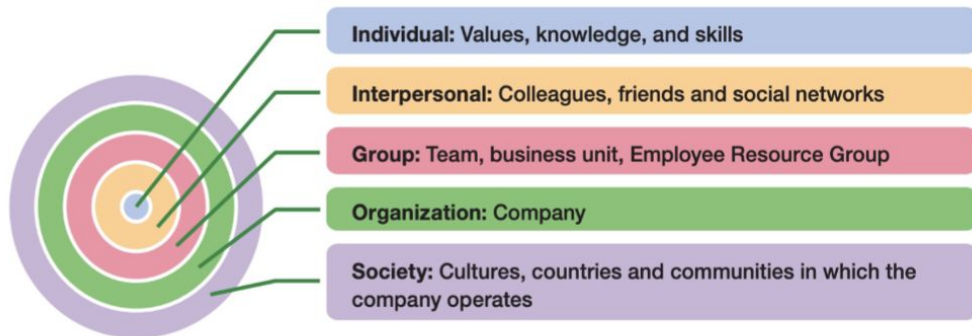 Individual: Values, knowledge, and skills
Interpersonal: Colleagues, friends and social networks
Group: Team, business unit, Employee Resource Group
Organization: Company
Society: Cultures, countries and communities in which the
company operates